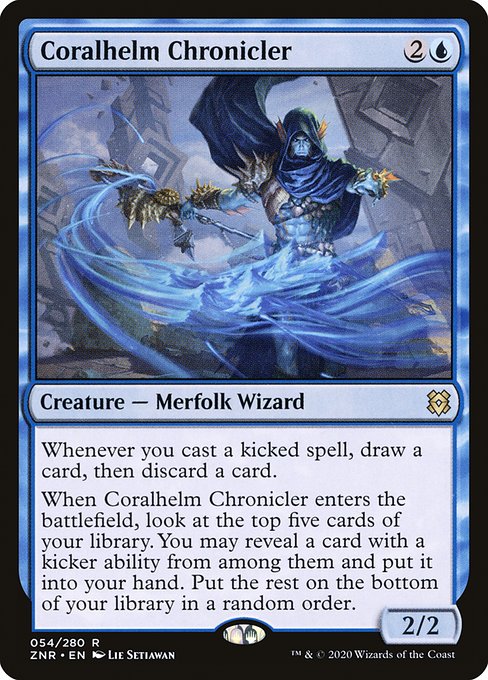 Coralhelm Chronicler 2
Creature — Merfolk Wizard
Whenever you cast a kicked spell, draw a
card, then discard a card.
When Coralhelm Chronicler enters the
battlefield, look at the top five cards of
your library. You may reveal a card with a
kicker ability from among them and put it
into your hand. Put the rest on the bottom
of your library in a random order.
2/2
054/280 R
ZNR • EN Lie Setiawan
™ & © 2020 Wizards of the Coast